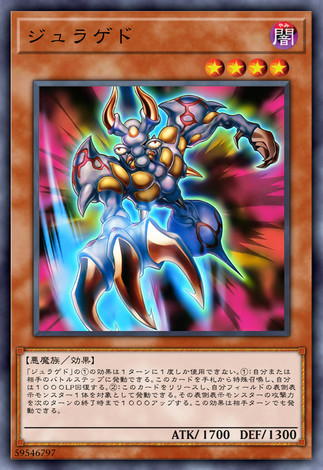 ジュラゲド
やみ
闇
【悪魔族／効果】
「ジュラゲド」の①の効果は１ターンに１度しか使用できない。①：自分または
相手のバトルステップに発動できる。このカードを手札から特殊召喚し、自分
は１０００LP回復する。②：このカードをリリースし、自分フィールドの表側表
示モンスター１体を対象として発動できる。その表側表示モンスターの攻撃力
を次のターンの終了時まで１０００アップする。この効果は相手ターンでも発
動できる。
ATK/1700 DEF/1300
59546797